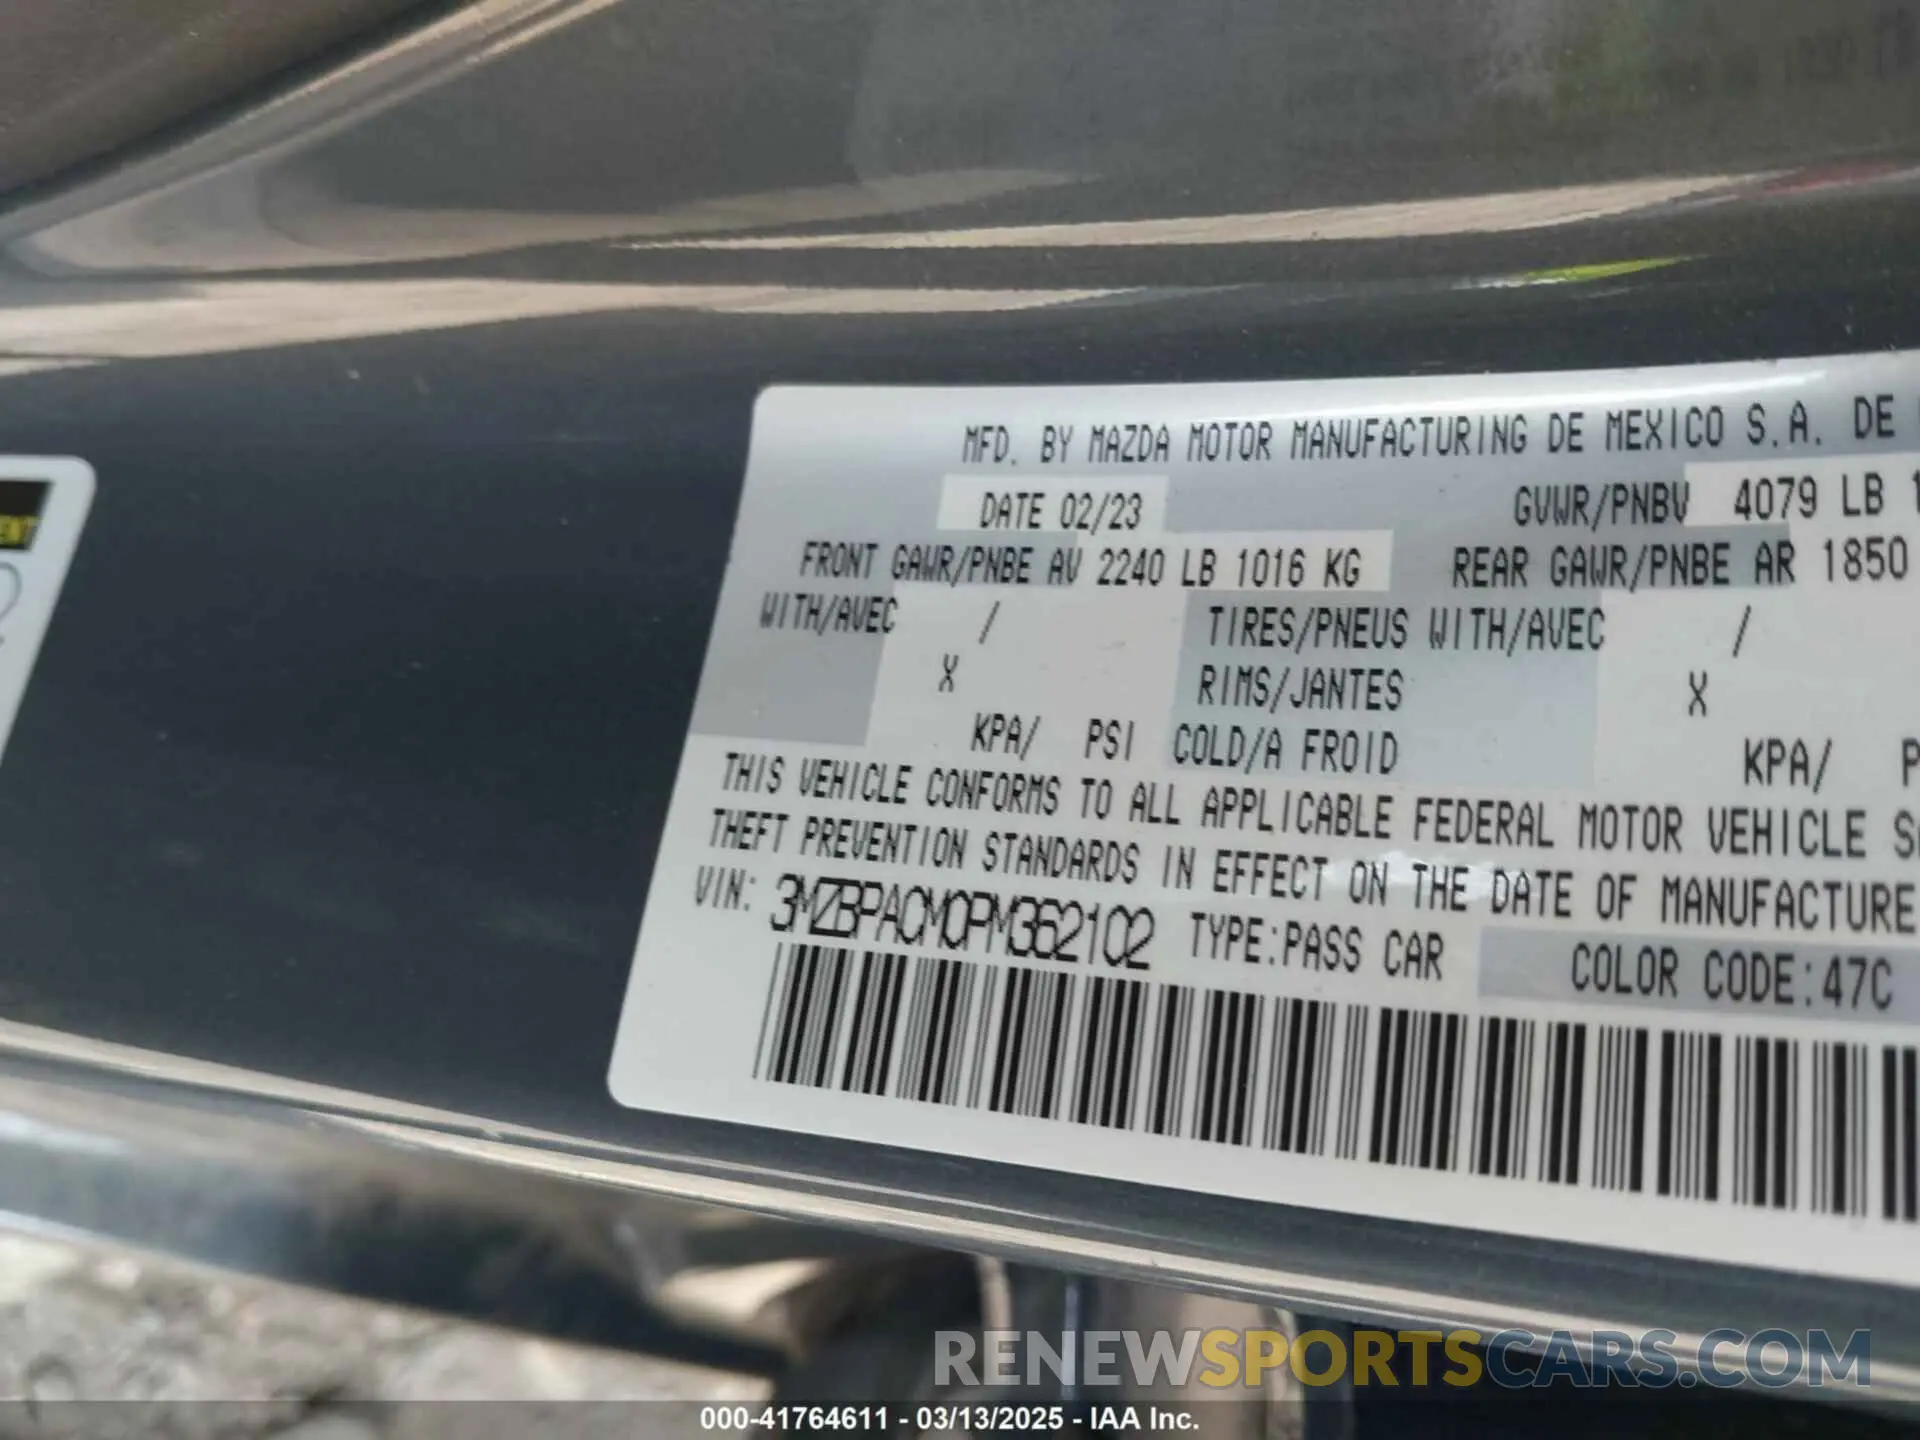 MFD. BY MAZDA MOTOR MANUFACTURING DE MEXICO S.A. DE
DATE 02/23 GVWR/PNBV 4079 LB 1
FRONT GAWR/PNBE AV 2240 LB 1016 KG REAR GAWR/PNBE AR 1850
WITH/AVEC / TIRES/PNEUS WITH/AVEC /
X RIMS/JANTES X
KPA/ PSI COLD/A FROID KPA/ P
THIS VEHICLE CONFORMS TO ALL APPLICABLE FEDERAL MOTOR VEHICLE S
THEFT PREVENTION STANDARDS IN EFFECT ON THE DATE OF MANUFACTURE
VIN: 3MZBPACM0PM362102 TYPE:PASS CAR COLOR CODE:47C
ENT
RENEWSPORTSCARS.COM
000-41764611 - 03/13/2025 - IAA Inc.